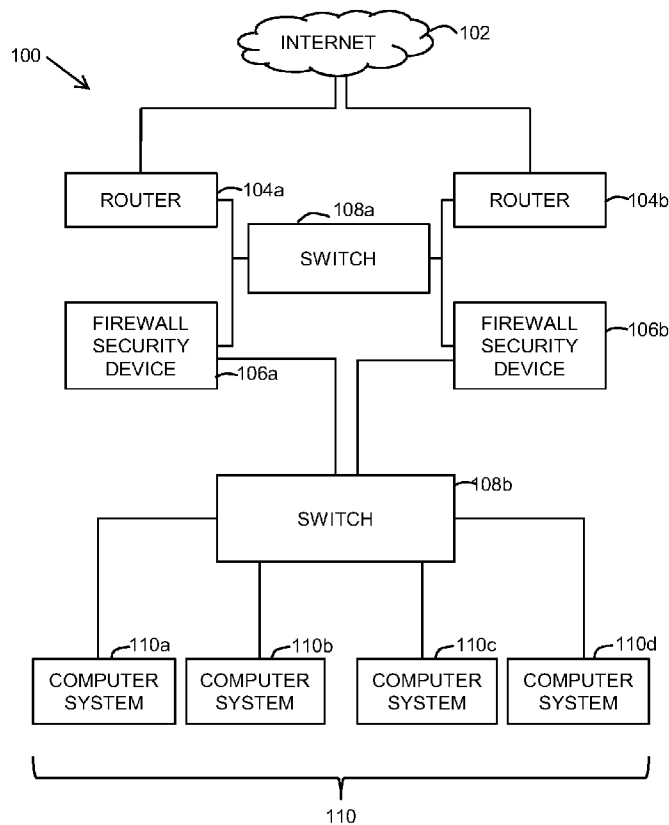 INTERNET
102
100
ROUTER
104a
ROUTER
104b
108a
SWITCH
FIREWALL
SECURITY
DEVICE
106a
FIREWALL
SECURITY
DEVICE
106b
SWITCH
108b
110a
COMPUTER
SYSTEM
110b
COMPUTER
SYSTEM
110c
COMPUTER
SYSTEM
110d
COMPUTER
SYSTEM
110